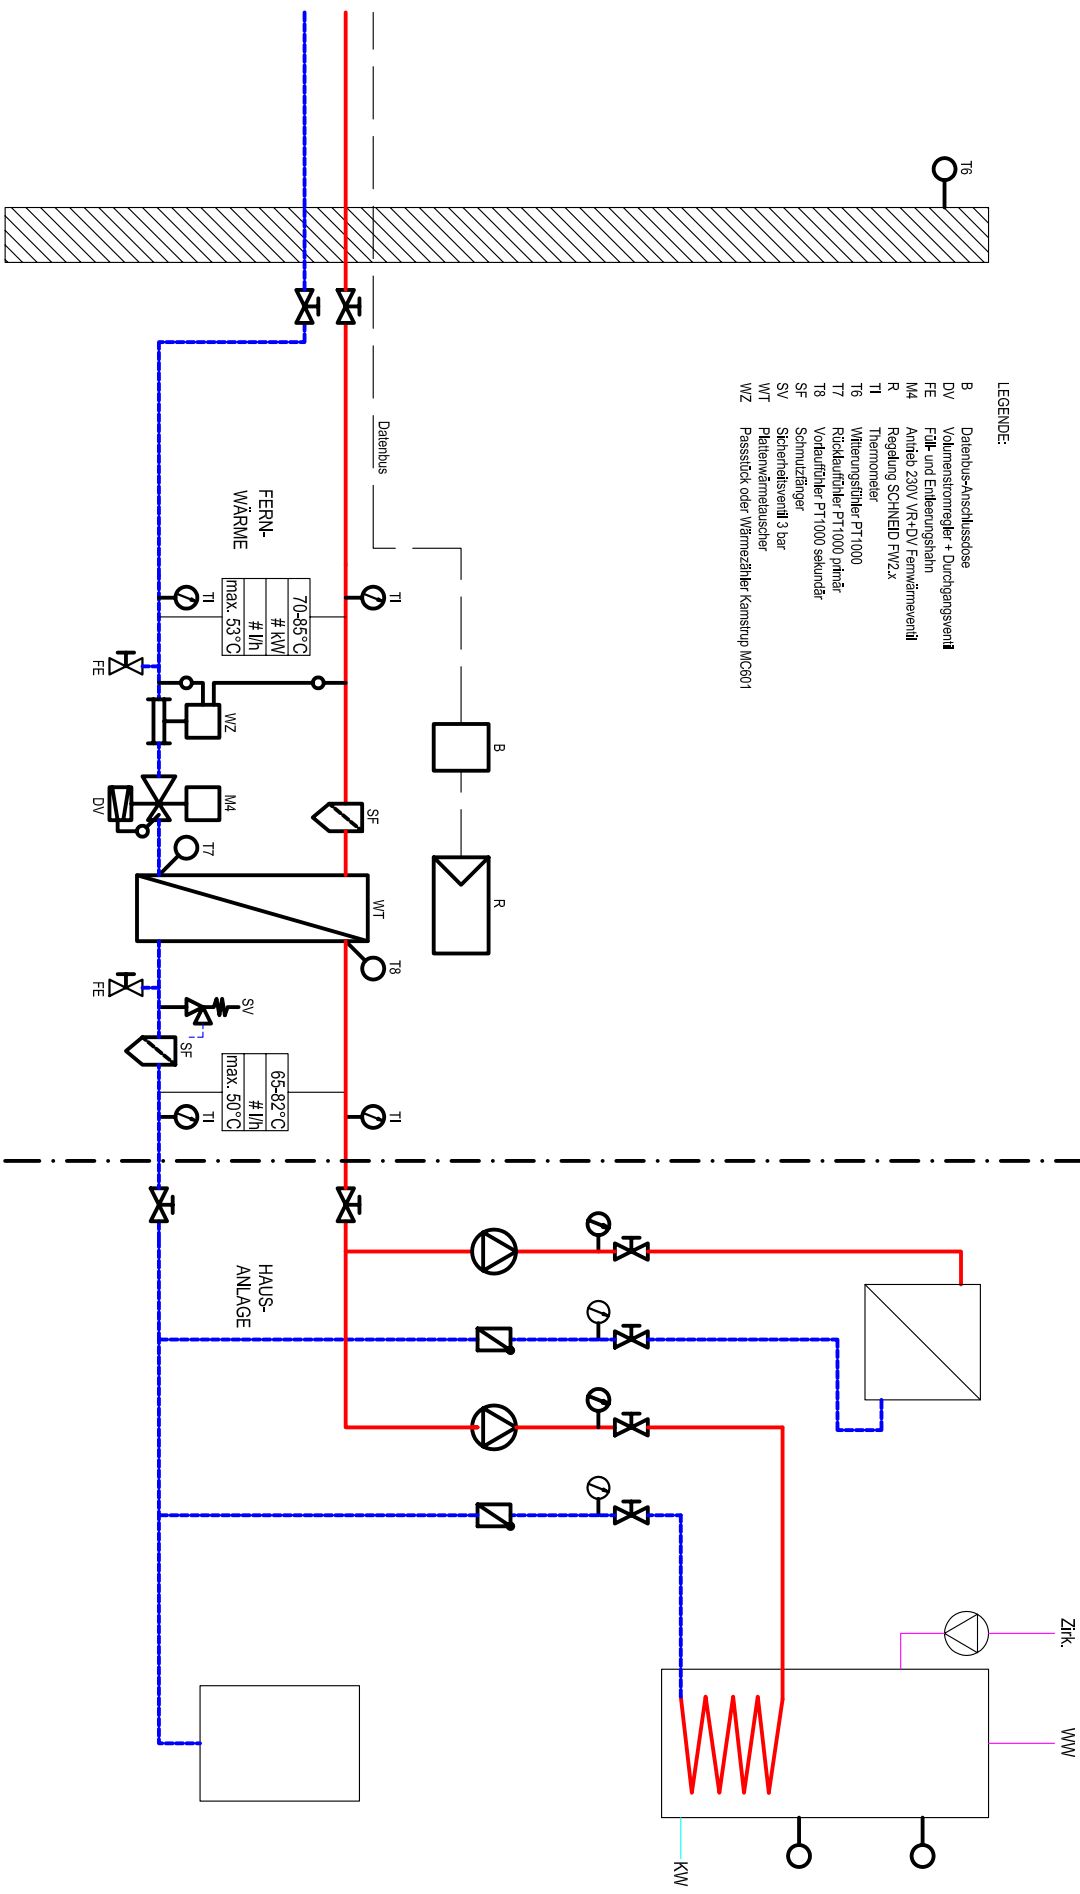 LEGENDE:
B Datenbus-Anschlussdose
DV Volumenstromregler + Durchgangsventil
FE Füll- und Entleerungshahn
M4 Antrieb 230V VR+DV Fernwärmeventil
R Regelung SCHNEID FW2.x
TI Thermometer
T6 Witterungsfühler PT1000
T7 Rücklauffühler PT1000 primär
T8 Vorlauffühler PT1000 sekundär
SF Schmutzfänger
SV Sicherheitsventil 3 bar
WT Plattenwärmetauscher
WZ Passstück oder Wärmezähler Kamstrup MC601
T6
Zirk.
WW
KW
Datenbus
B
R
TI
SF
T8
TI
WT
70-85°C
# kW
# l/h
max. 53°C
65-82°C
# l/h
max. 50°C
FERN-
WÄRME
HAUS-
ANLAGE
TI
WZ
M4
T7
SV
SF
TI
FE
DV
FE